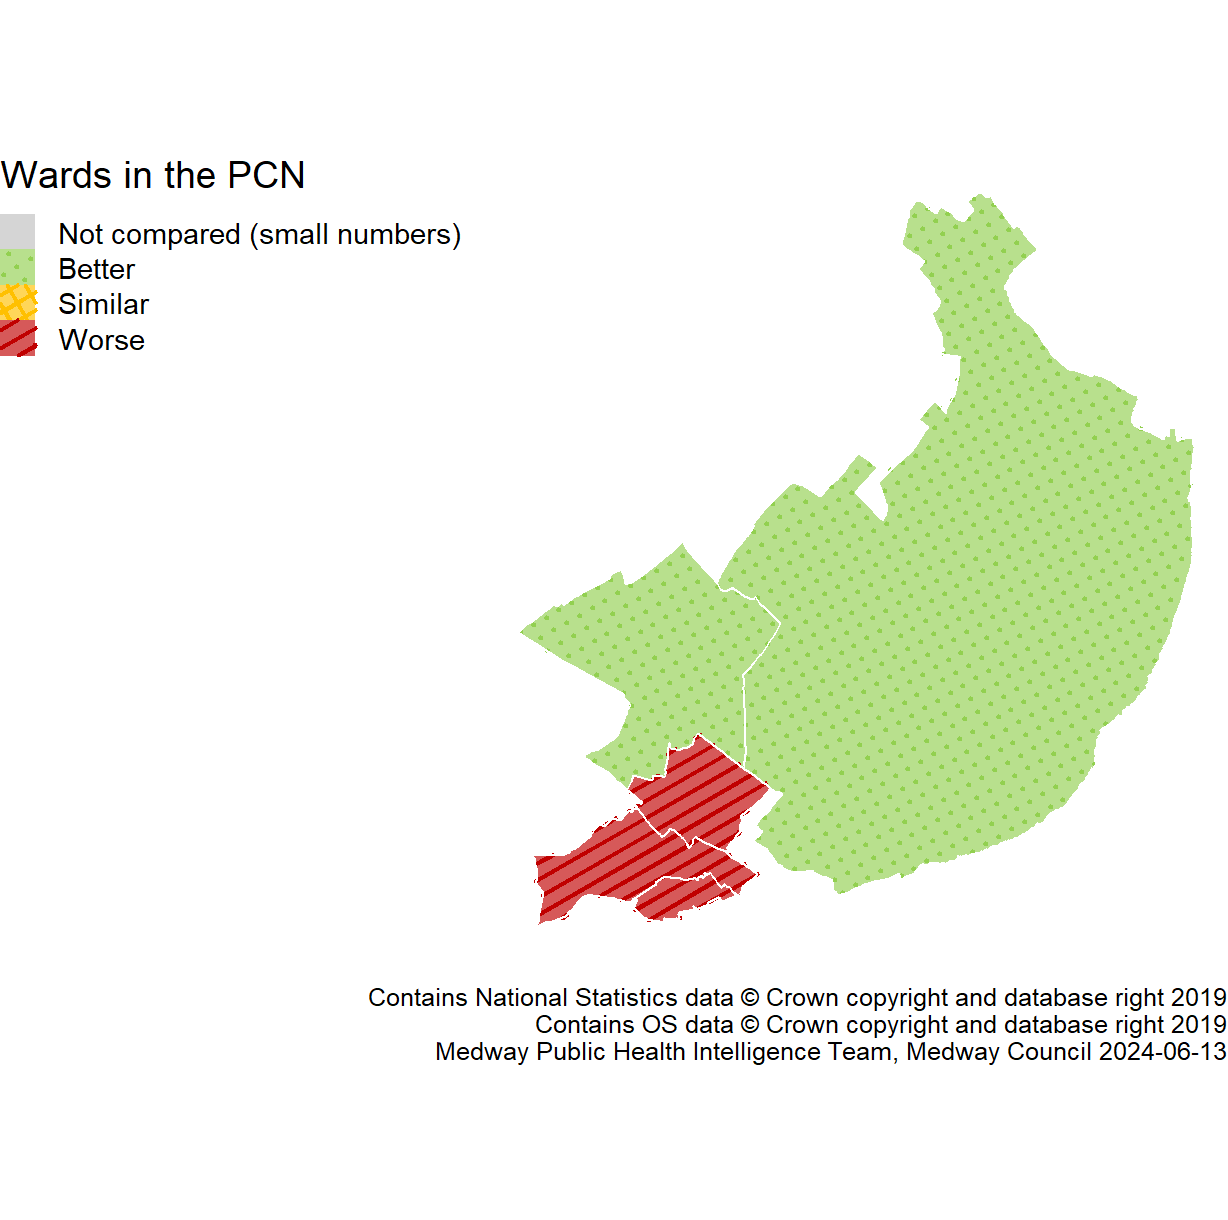 Wards in the PCN
Not compared (small numbers)
Better
Similar
Worse
Contains National Statistics data © Crown copyright and database right 2019
Contains OS data © Crown copyright and database right 2019
Medway Public Health Intelligence Team, Medway Council 2024-06-13